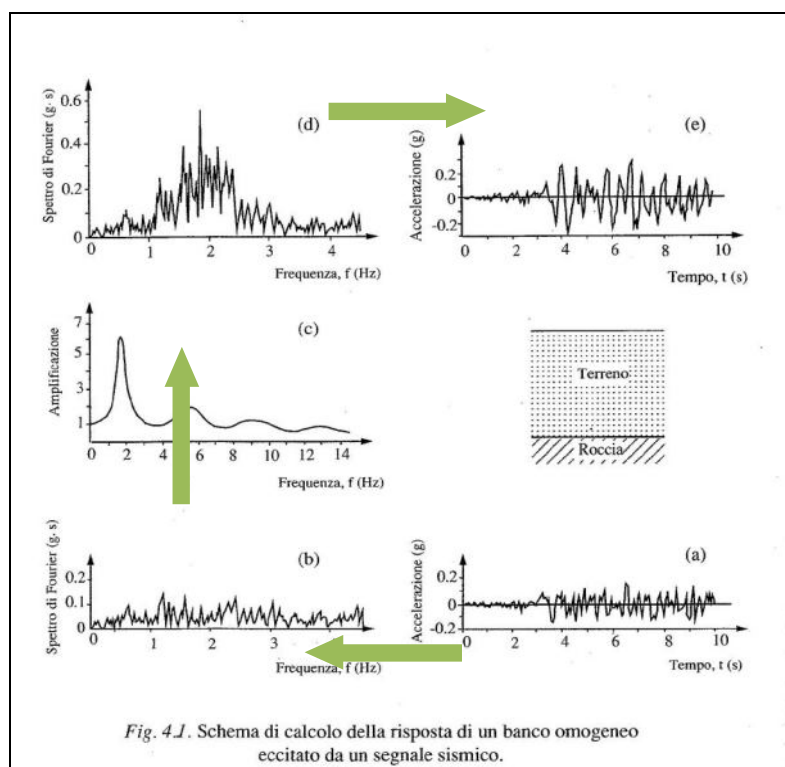 (d)
Spettro di Fourier (g· s)
0.6
0.4
0.2
0
0 1 2 3 4
Frequenza, f (Hz)
(e)
Accelerazione (g)
0.2
0
-0.2
0 2 4 6 8 10
Tempo, t (s)
(c)
Amplificazione
7
5
3
1
0 2 4 6 8 10 12 14
Frequenza, f (Hz)
Terreno
Roccia
(b)
Spettro di Fourier (g· s)
0.2
0.1
0
0 1 2 3
Frequenza, f (Hz)
(a)
Accelerazione (g)
0.2
0
-0.2
0 2 4 6 8 10
Tempo, t (s)
Fig. 4.1. Schema di calcolo della risposta di un banco omogeneo
eccitato da un segnale sismico.